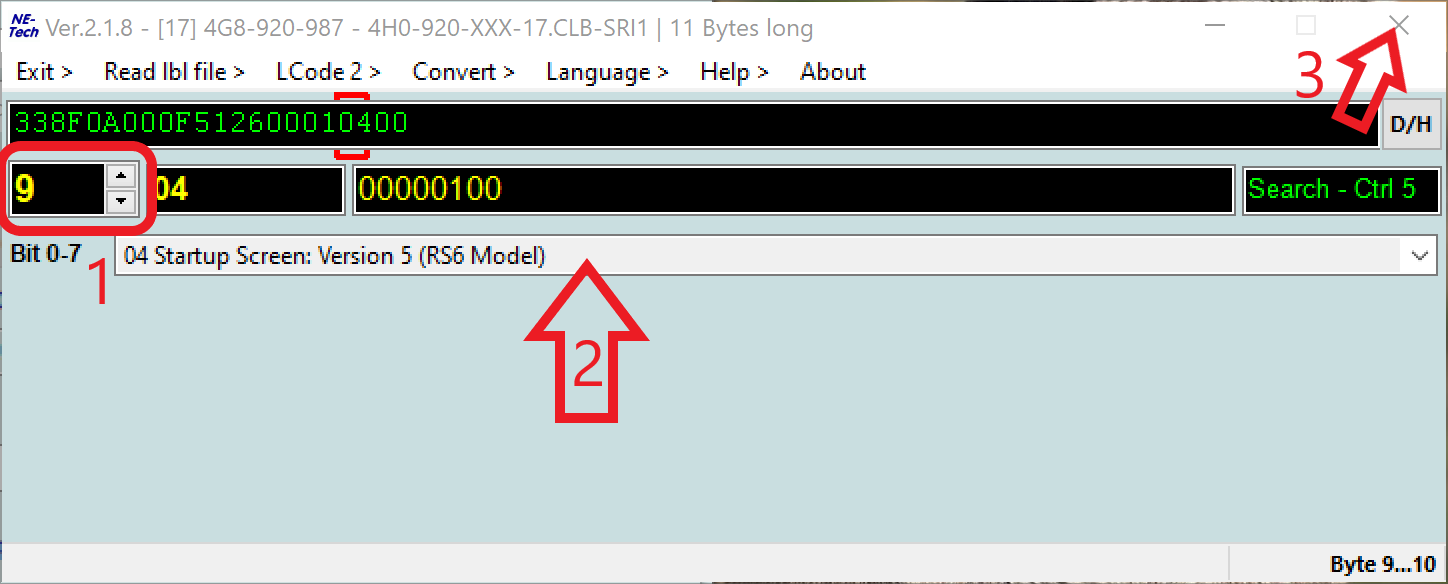 NE-Tech Ver.2.1.8 - [17] 4G8-920-987 - 4H0-920-XXX-17.CLB-SRI1 | 11 Bytes long
Exit > Read lbl file > LCode 2 > Convert > Language > Help > About
3
338F0A000F512600010400 D/H
9 04 00000100 Search - Ctrl 5
Bit 0-7 04 Startup Screen: Version 5 (RS6 Model)
1
2
Byte 9...10